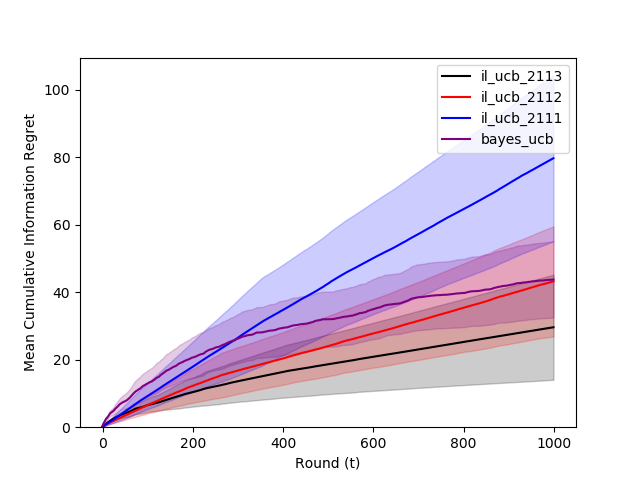 il_ucb_2113
il_ucb_2112
il_ucb_2111
bayes_ucb
Mean Cumulative Information Regret
100
80
60
40
20
0
0 200 400 600 800 1000
Round (t)